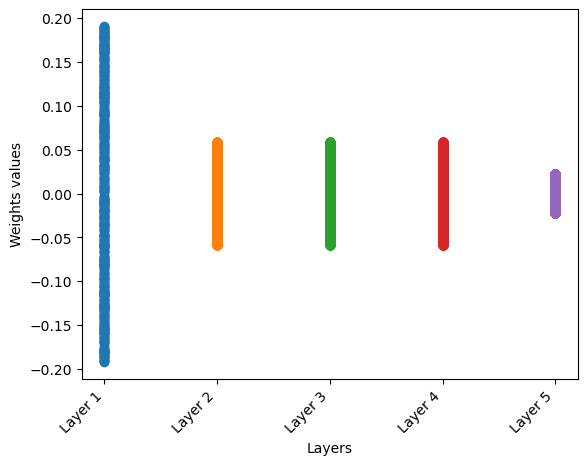 0.20
0.15
0.10
0.05
0.00
−0.05
−0.10
−0.15
−0.20
Weights values
Layer 1
Layer 2
Layer 3
Layer 4
Layer 5
Layers